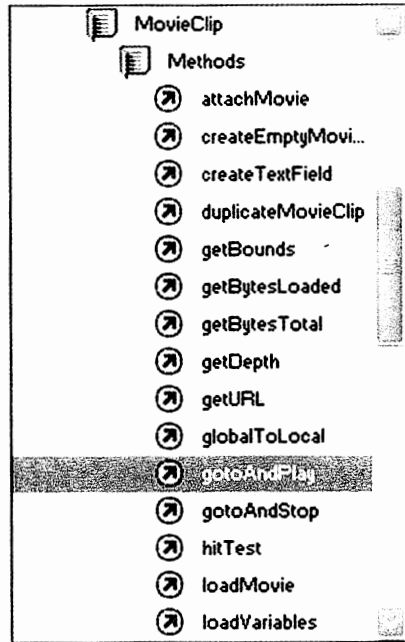 MovieClip
Methods
attachMovie
createEmptyMovi...
createTextField
duplicateMovieClip
getBounds
getBytesLoaded
getBytesTotal
getDepth
getURL
globalToLocal
gotoAndPlay
gotoAndStop
hitTest
loadMovie
loadVariables